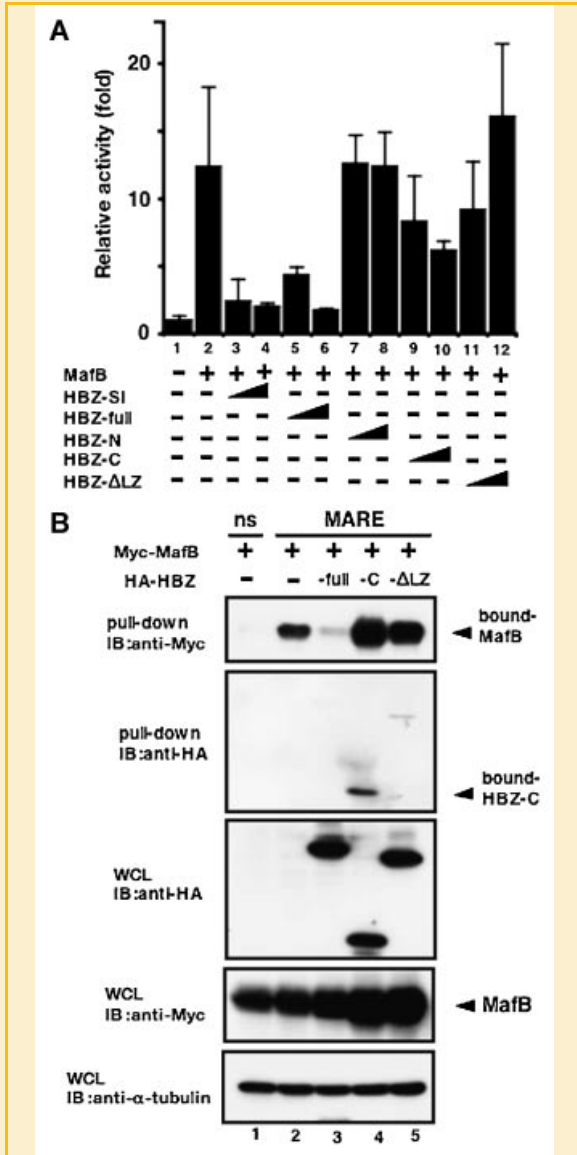 A
Relative activity (fold)
20
10
0
1 2 3 4 5 6 7 8 9 10 11 12
MafB - + + + + + + + + + + +
HBZ-SI - - - - - - - - - -
HBZ-full - - - - - - - - - -
HBZ-N - - - - - - - - - -
HBZ-C - - - - - - - - - -
HBZ-ΔLZ - - - - - - - - - -
B
ns MARE
Myc-MafB + + + + +
HA-HBZ - - -full -C -ΔLZ
pull-down
IB:anti-Myc
bound-
MafB
pull-down
IB:anti-HA
bound-
HBZ-C
WCL
IB:anti-HA
WCL
IB:anti-Myc
MafB
WCL
IB:anti-α-tubulin
1 2 3 4 5